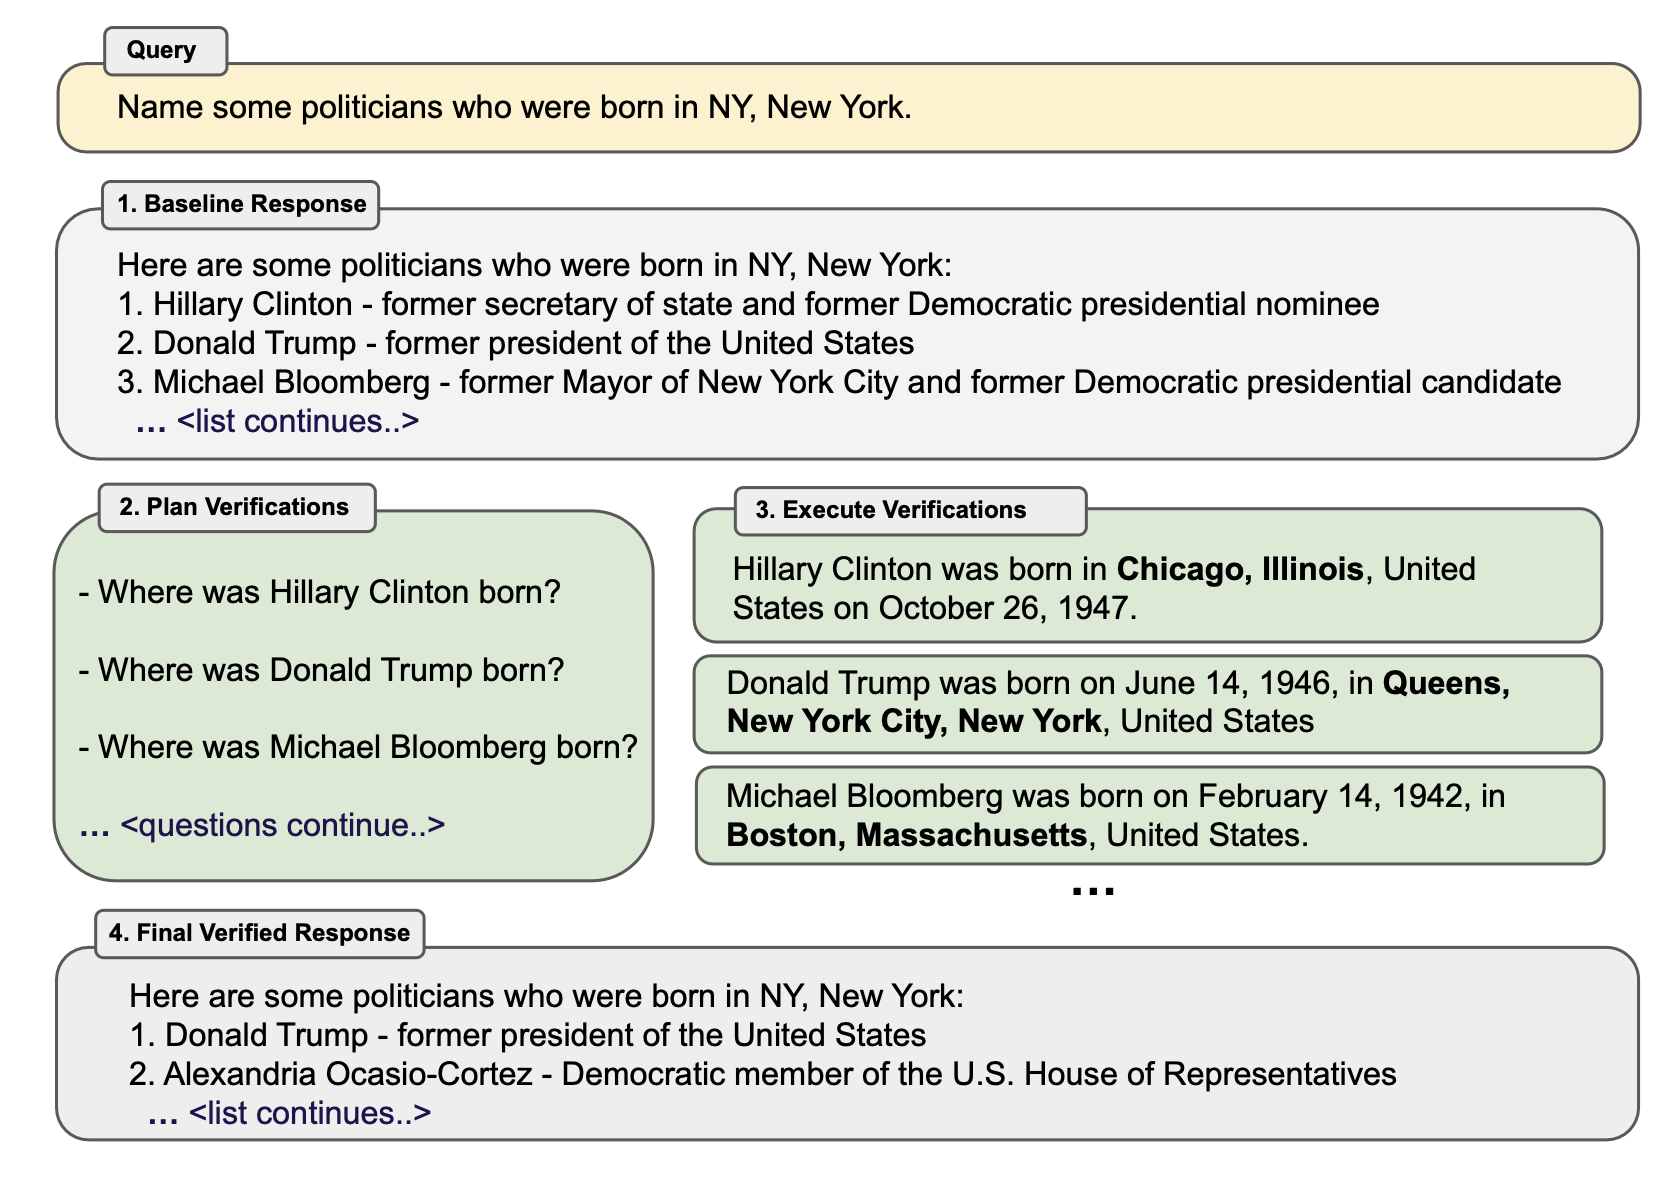 Query
Name some politicians who were born in NY, New York.
1. Baseline Response
Here are some politicians who were born in NY, New York:
1. Hillary Clinton - former secretary of state and former Democratic presidential nominee
2. Donald Trump - former president of the United States
3. Michael Bloomberg - former Mayor of New York City and former Democratic presidential candidate
... <list continues..>
2. Plan Verifications
- Where was Hillary Clinton born?
- Where was Donald Trump born?
- Where was Michael Bloomberg born?
... <questions continue..>
3. Execute Verifications
Hillary Clinton was born in Chicago, Illinois, United
States on October 26, 1947.
Donald Trump was born on June 14, 1946, in Queens,
New York City, New York, United States
Michael Bloomberg was born on February 14, 1942, in
Boston, Massachusetts, United States.
...
4. Final Verified Response
Here are some politicians who were born in NY, New York:
1. Donald Trump - former president of the United States
2. Alexandria Ocasio-Cortez - Democratic member of the U.S. House of Representatives
... <list continues..>